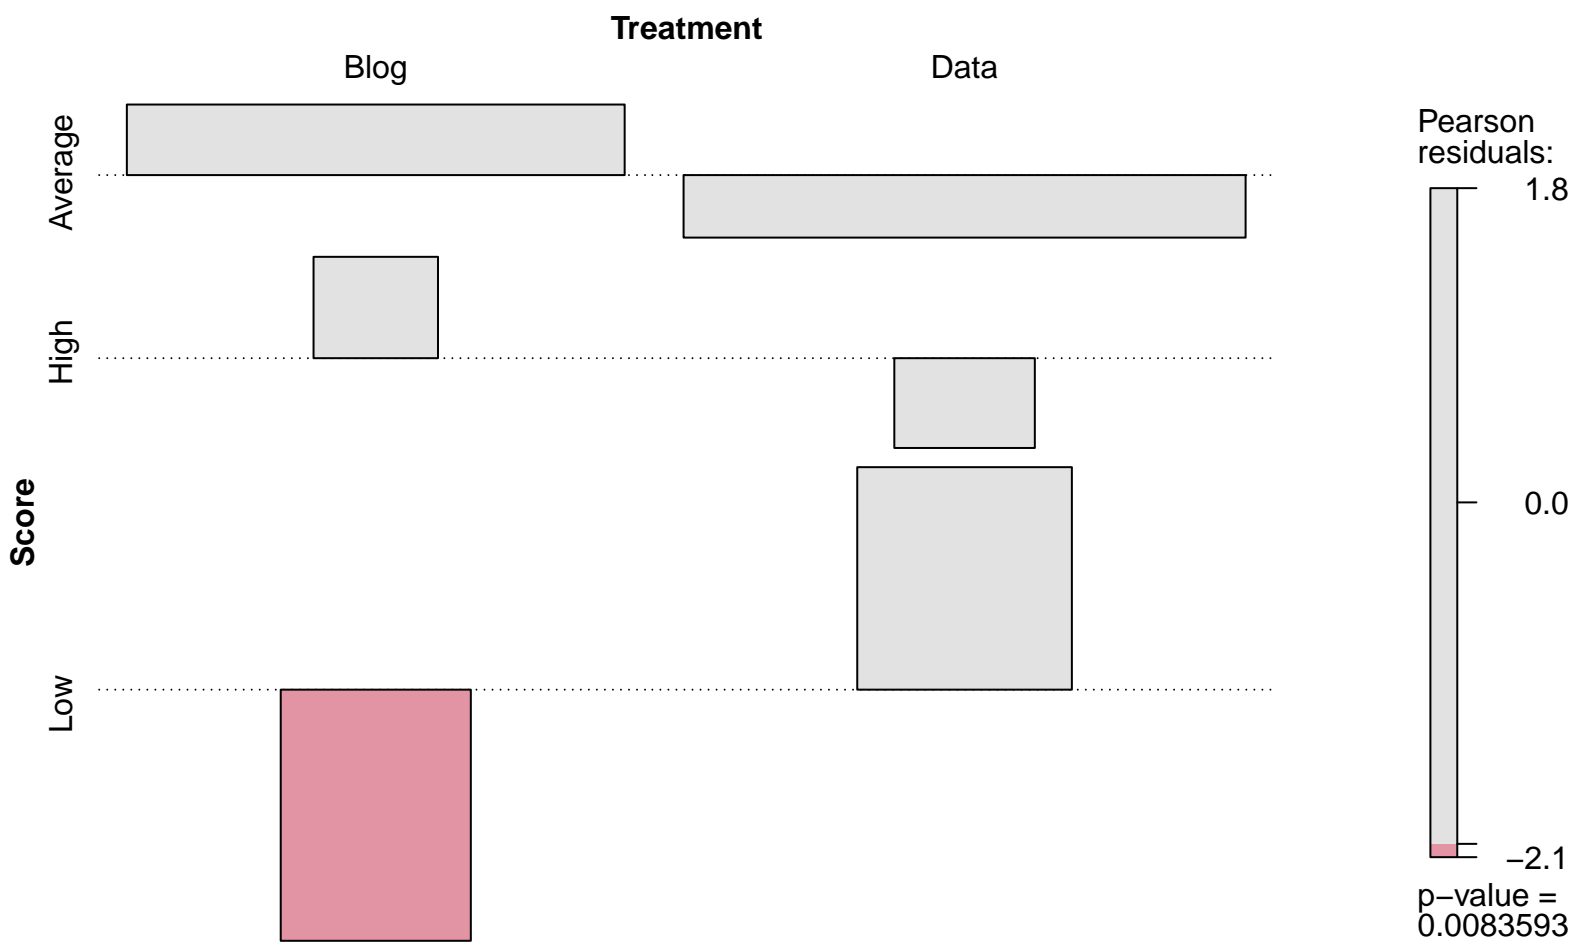 Treatment
Blog
Data
Score
Average
High
Low
Pearson
residuals:
1.8
0.0
−2.1
p−value =
0.0083593